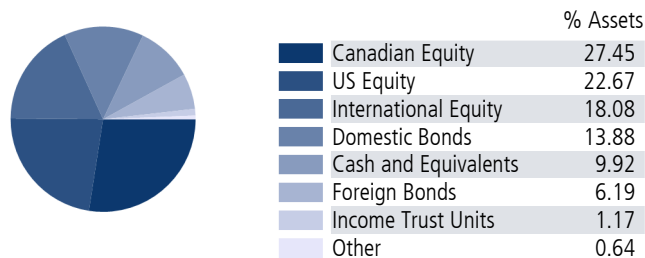 % Assets
Canadian Equity 27.45
US Equity 22.67
International Equity 18.08
Domestic Bonds 13.88
Cash and Equivalents 9.92
Foreign Bonds 6.19
Income Trust Units 1.17
Other 0.64